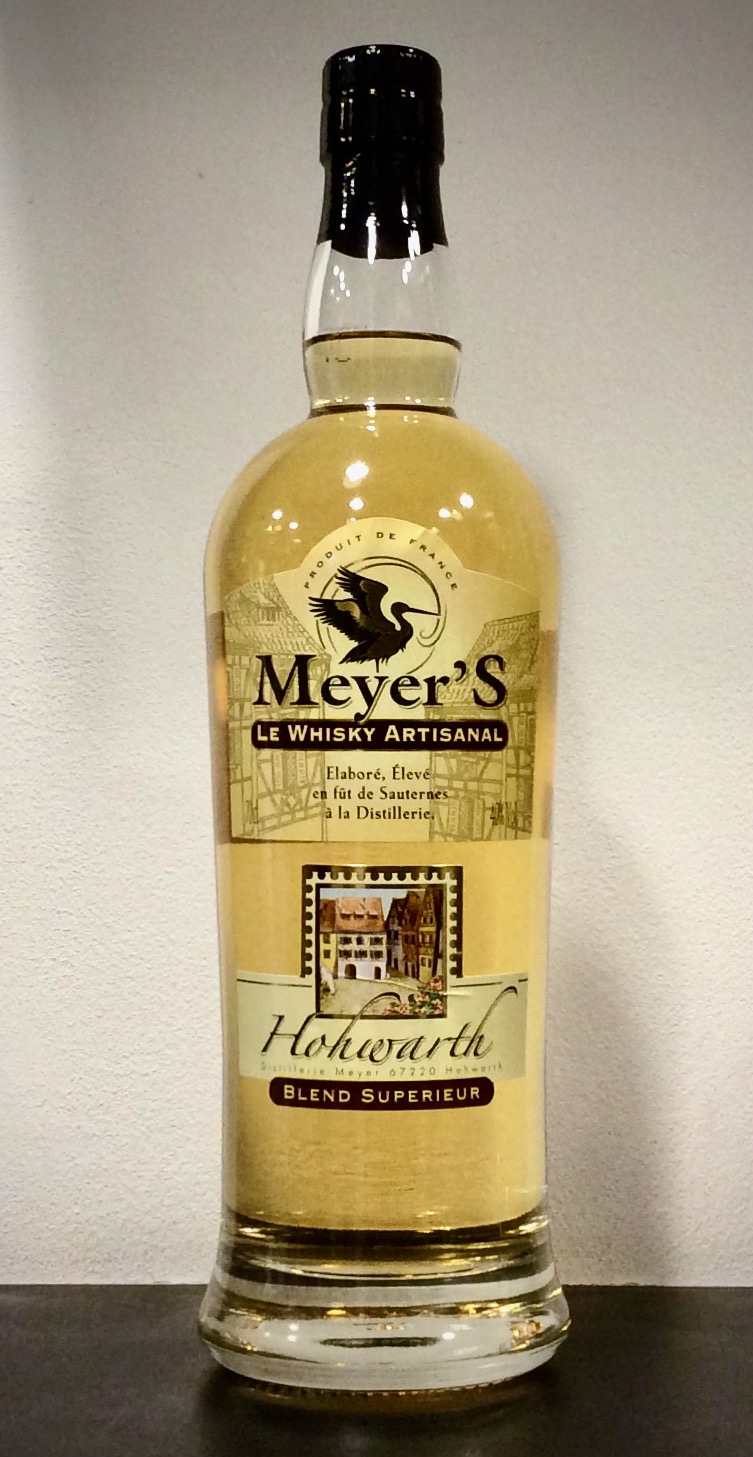 PRODUIT DE FRANCE
Meyer'S
LE WHISKY ARTISANAL
Elaboré, Élevé
en fût de Sauternes
à la Distillerie.
Hohwarth
Distillerie Meyer 67220 Hohwarth
BLEND SUPERIEUR